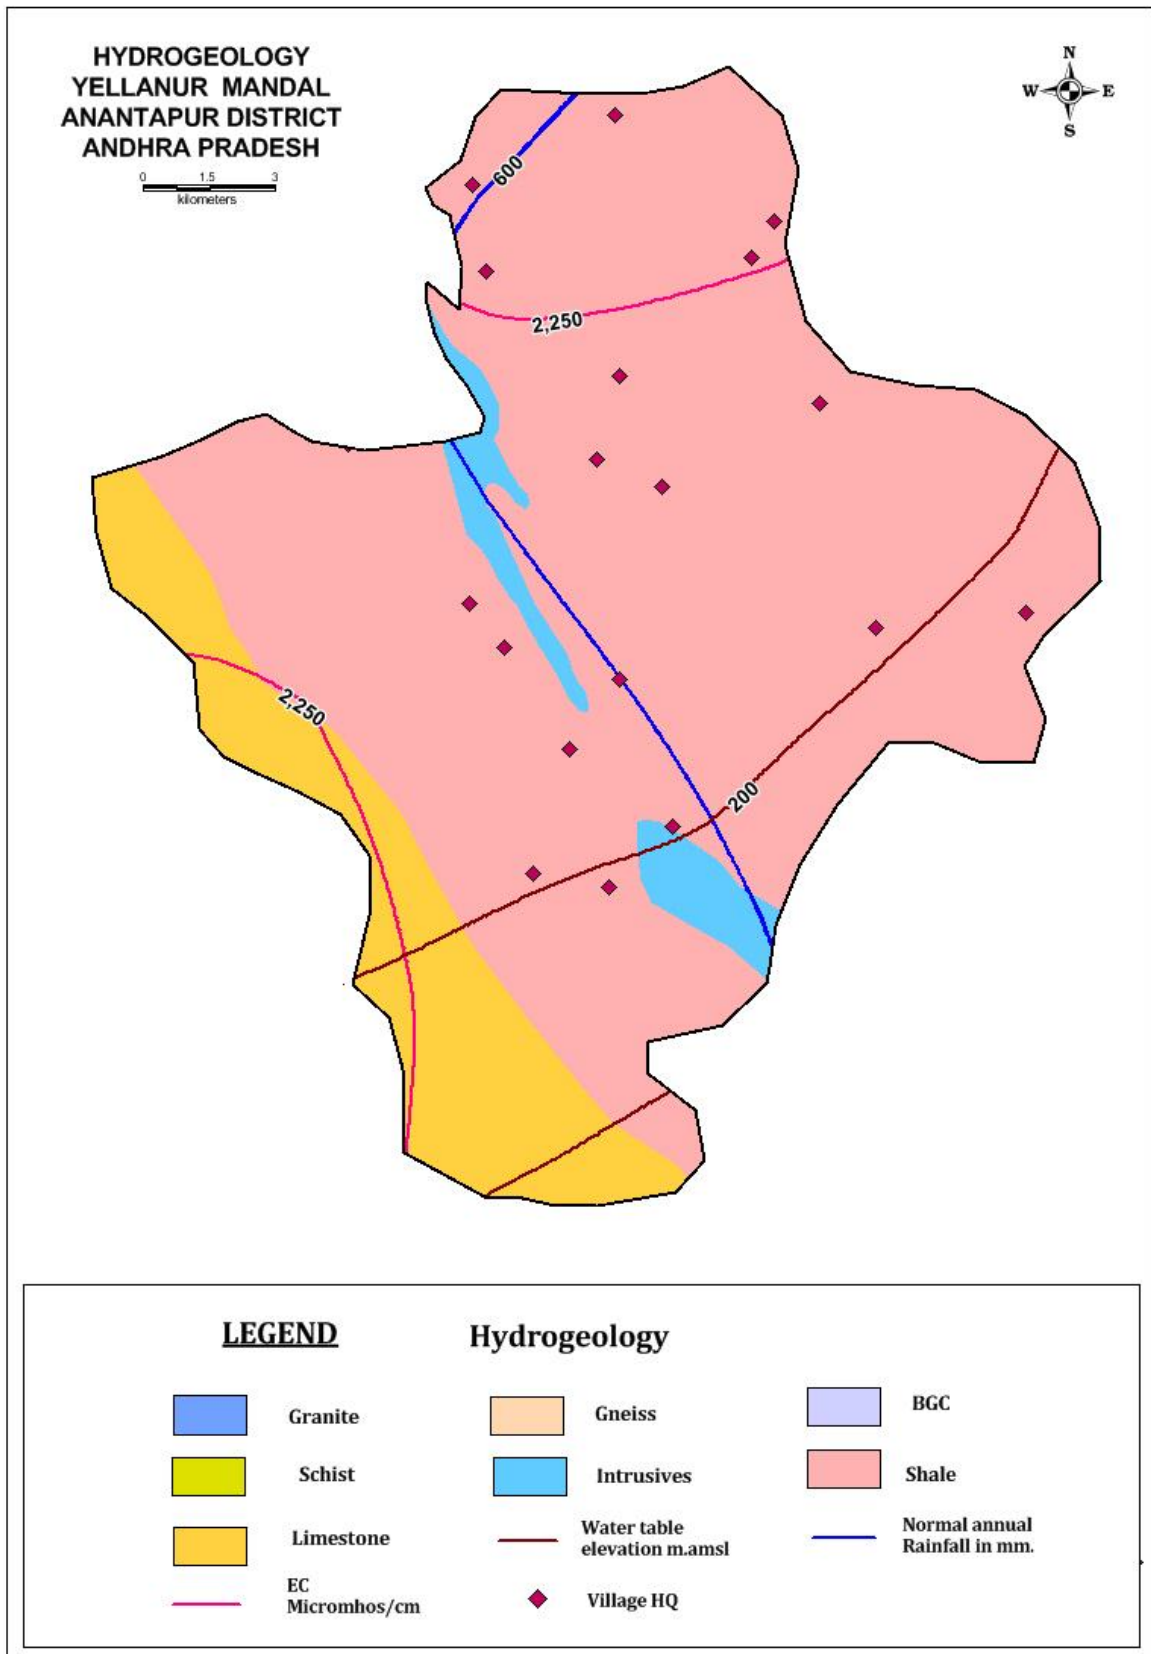 HYDROGEOLOGY
YELLANUR MANDAL
ANANTAPUR DISTRICT
ANDHRA PRADESH
0 1.5 3
kilometers
N
W E
S
600
2,250
2,250
200
LEGEND
Hydrogeology
Granite
Gneiss
BGC
Schist
Intrusives
Shale
Limestone
Water table
elevation m.amsl
Normal annual
Rainfall in mm.
EC
Micromhos/cm
Village HQ